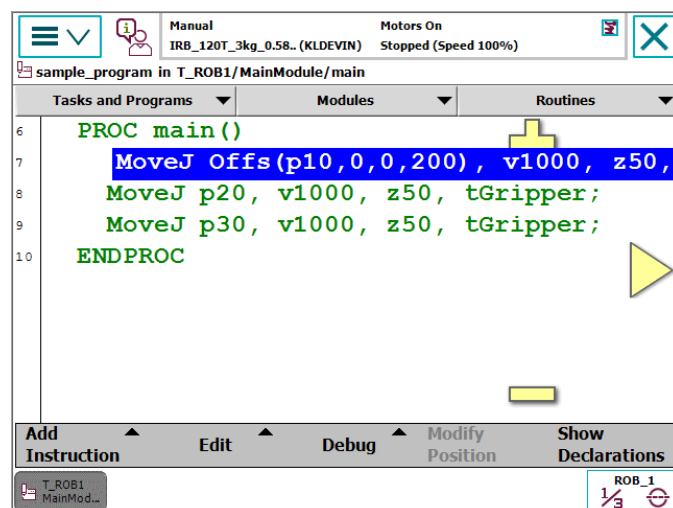 Manual
IRB_120T_3kg_0.58.. (KLDEVIN)
Motors On
Stopped (Speed 100%)
sample_program in T_ROB1/MainModule/main
Tasks and Programs
Modules
Routines
6 PROC main()
7 MoveJ Offs(p10,0,0,200), v1000, z50,
8 MoveJ p20, v1000, z50, tGripper;
9 MoveJ p30, v1000, z50, tGripper;
10 ENDPROC
Add
Instruction
Edit
Debug
Modify
Position
Show
Declarations
T_ROB1
MainMod...
ROB_1
1/3